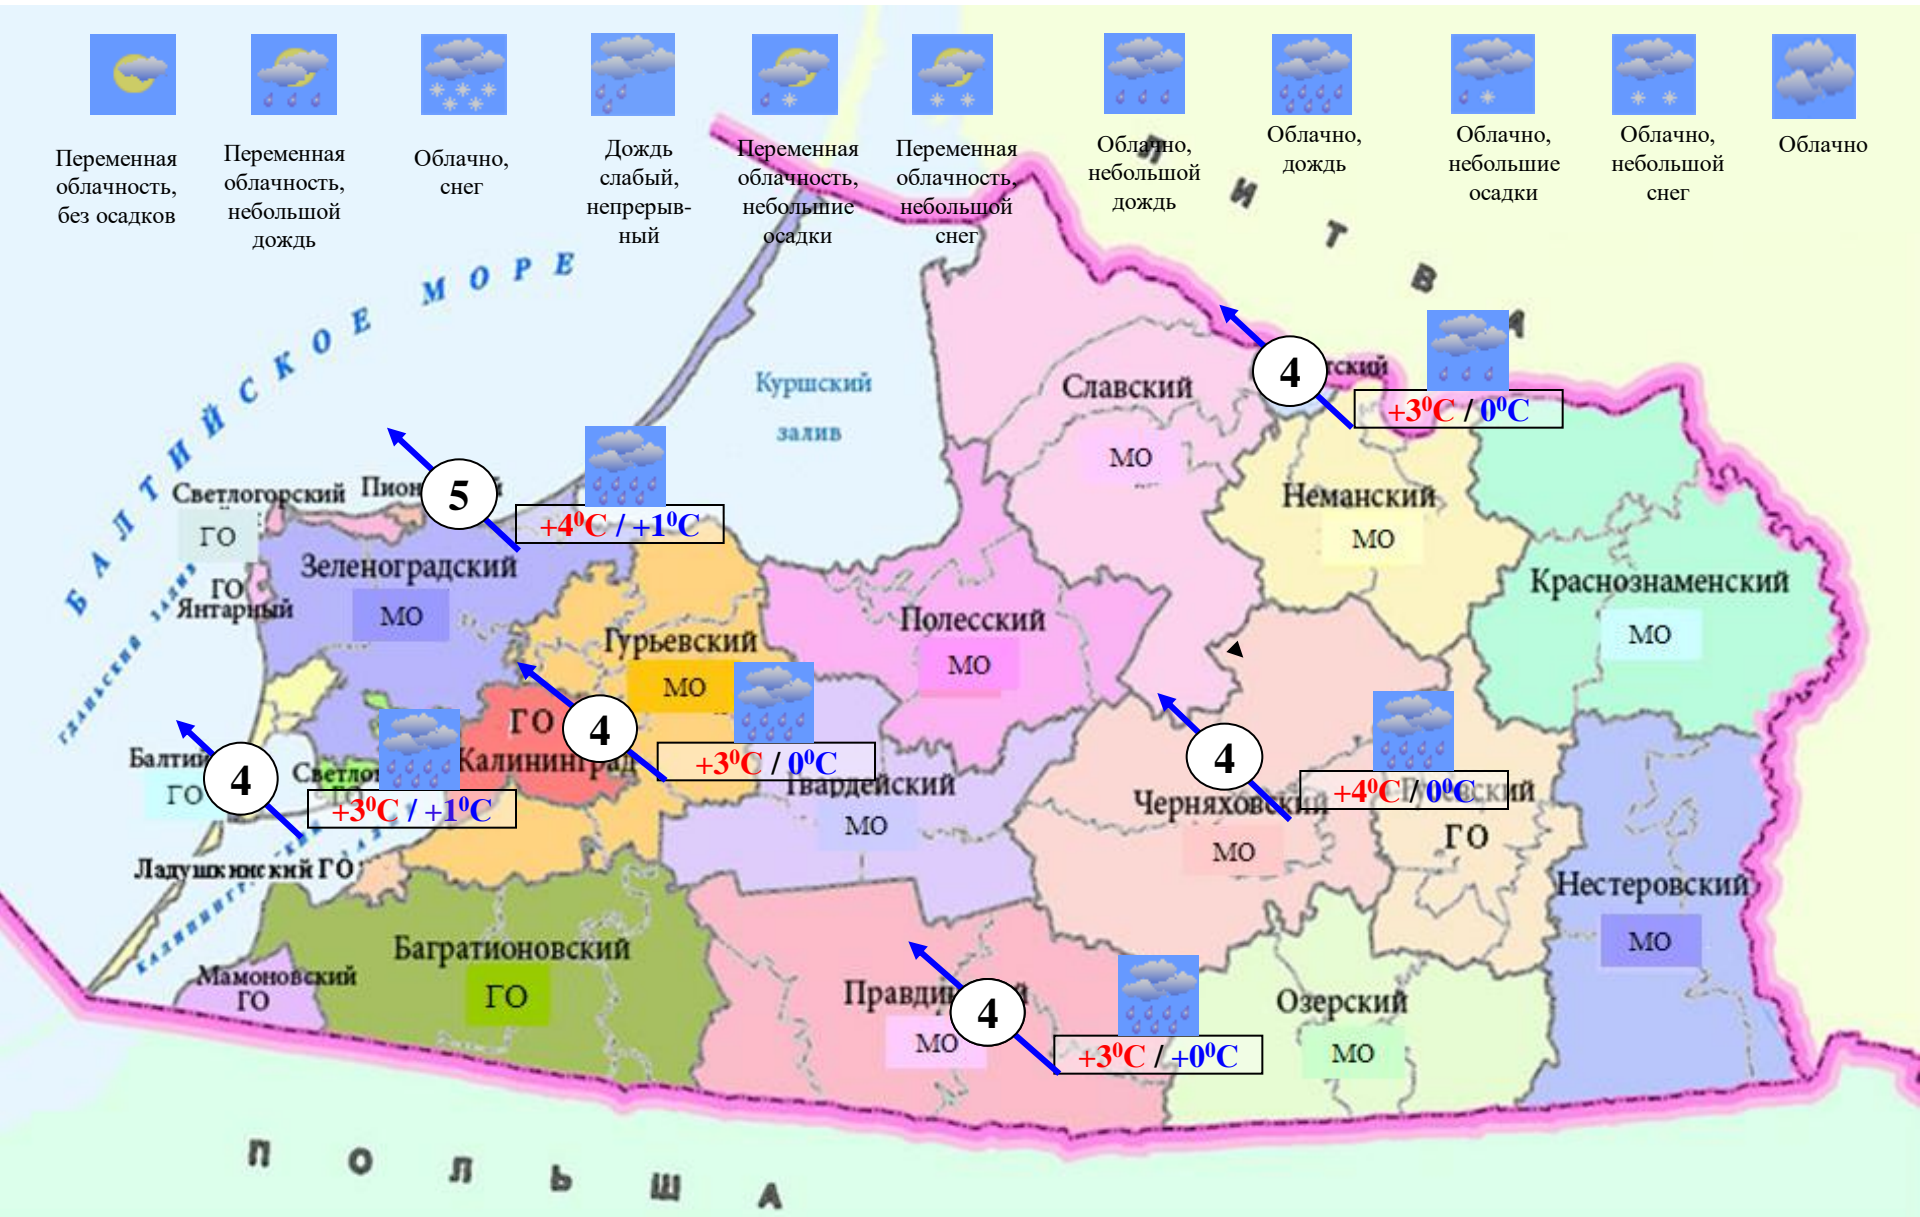 Переменная
облачность,
без осадков
Переменная
облачность,
небольшой
дождь
Облачно,
снег
Дождь
слабый,
непрерыв-
ный
Переменная
облачность,
небольшие
осадки
Переменная
облачность,
небольшой
снег
Облачно,
небольшой
дождь
Облачно,
дождь
Облачно,
небольшие
осадки
Облачно,
небольшой
снег
Облачно
ЛИТВА
БАЛТИЙСКОЕ МОРЕ
Куршский
залив
Славский
МО
4
+3⁰C / 0⁰C
5
+4⁰C / +1⁰C
Светлогорский
ГО
Неманский
МО
Зеленоградский
МО
ГО
Янтарный
Краснознаменский
МО
Гурьевский
МО
Полесский
МО
ГДАНЬСКИЙ ЗАЛИВ
ГО
Калининград
4
+3⁰C / 0⁰C
4
+4⁰C / 0⁰C
ГО
4
+3⁰C / +1⁰C
ГО
Гвардейский
МО
Черняховский
МО
ГО
Ладушкинский ГО
Нестеровский
МО
Багратионовский
ГО
Мамоновский
ГО
4
МО
+3⁰C / +0⁰C
Озерский
МО
ПОЛЬША